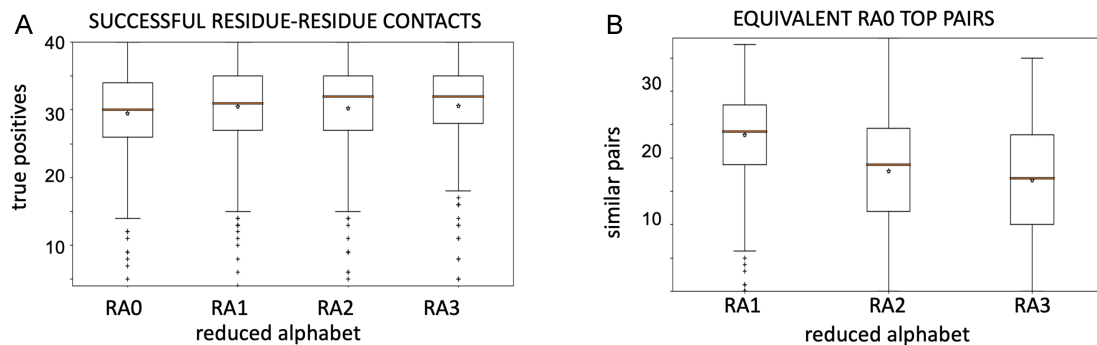 A
SUCCESSFUL RESIDUE-RESIDUE CONTACTS
true positives
40
30
20
10
RA0 RA1 RA2 RA3
reduced alphabet
B
EQUIVALENT RA0 TOP PAIRS
similar pairs
30
20
10
RA1 RA2 RA3
reduced alphabet